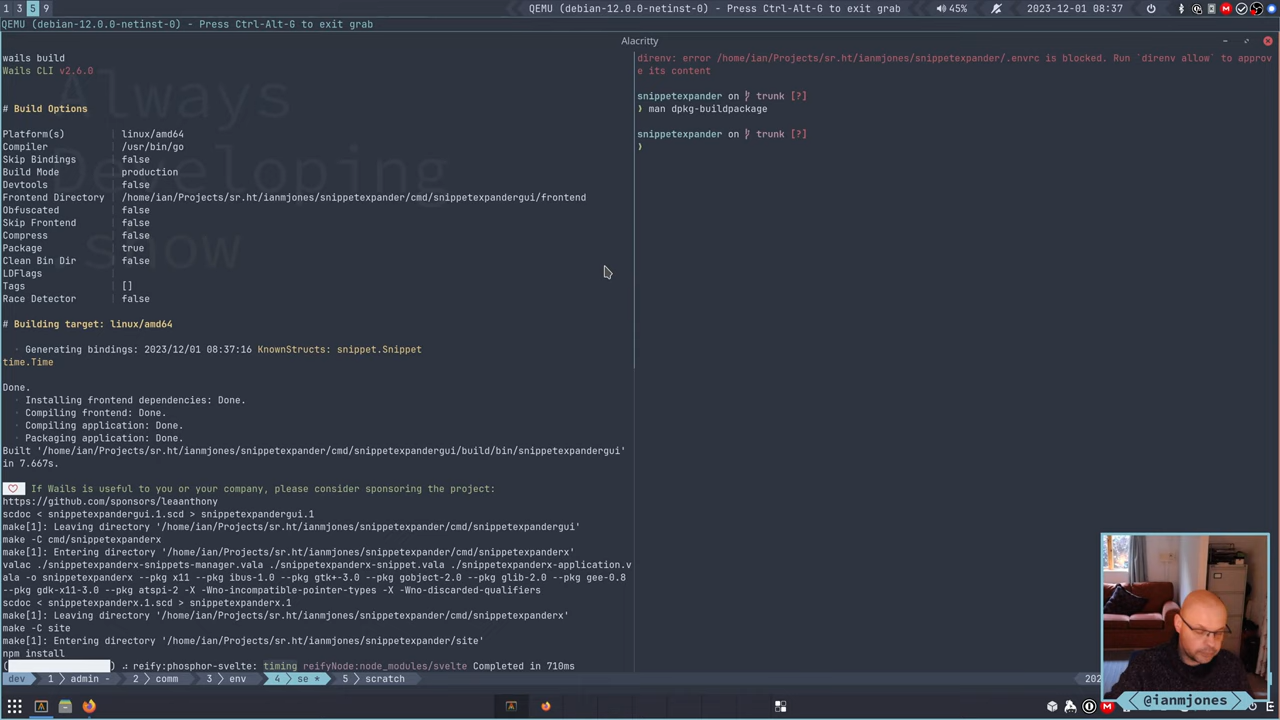 1 3 5 9
QEMU (debian-12.0.0-netinst-0) - Press Ctrl-Alt-G to exit grab
45%
2023-12-01 08:37
QEMU (debian-12.0.0-netinst-0) - Press Ctrl-Alt-G to exit grab
Alacritty
Always
Developing
show
wails build
Wails CLI v2.6.0
# Build Options
Platform(s) | linux/amd64
Compiler | /usr/bin/go
Skip Bindings | false
Build Mode | production
Devtools | false
Frontend Directory | /home/ian/Projects/sr.ht/ianmjones/snippetexpander/cmd/snippetexpandergui/frontend
Obfuscated | false
Skip Frontend | false
Compress | false
Package | true
Clean Bin Dir | false
LDFlags |
Tags | []
Race Detector | false
# Building target: linux/amd64
· Generating bindings: 2023/12/01 08:37:16 KnownStructs: snippet.Snippet
time.Time
Done.
· Installing frontend dependencies: Done.
· Compiling frontend: Done.
· Compiling application: Done.
· Packaging application: Done.
Built '/home/ian/Projects/sr.ht/ianmjones/snippetexpander/cmd/snippetexpandergui/build/bin/snippetexpandergui'
in 7.667s.
♡ If Wails is useful to you or your company, please consider sponsoring the project:
https://github.com/sponsors/leaanthony
scdoc < snippetexpandergui.1.scd > snippetexpandergui.1
make[1]: Leaving directory '/home/ian/Projects/sr.ht/ianmjones/snippetexpander/cmd/snippetexpandergui'
make -C cmd/snippetexpanderx
make[1]: Entering directory '/home/ian/Projects/sr.ht/ianmjones/snippetexpander/cmd/snippetexpanderx'
valac ./snippetexpanderx-snippets-manager.vala ./snippetexpanderx-snippet.vala ./snippetexpanderx-application.v
ala -o snippetexpanderx --pkg x11 --pkg ibus-1.0 --pkg gtk+-3.0 --pkg gobject-2.0 --pkg glib-2.0 --pkg gee-0.8
--pkg gdk-x11-3.0 --pkg atspi-2 -X -Wno-incompatible-pointer-types -X -Wno-discarded-qualifiers
scdoc < snippetexpanderx.1.scd > snippetexpanderx.1
make[1]: Leaving directory '/home/ian/Projects/sr.ht/ianmjones/snippetexpander/cmd/snippetexpanderx'
make -C site
make[1]: Entering directory '/home/ian/Projects/sr.ht/ianmjones/snippetexpander/site'
npm install
( ) ⠴ reify:phosphor-svelte: timing reifyNode:node_modules/svelte Completed in 710ms
direnv: error /home/ian/Projects/sr.ht/ianmjones/snippetexpander/.envrc is blocked. Run `direnv allow` to approv
e its content
snippetexpander on trunk [?]
❯ man dpkg-buildpackage
snippetexpander on trunk [?]
❯
dev 1 admin - 2 comm 3 env 4 se * 5 scratch 202
@ianmjones